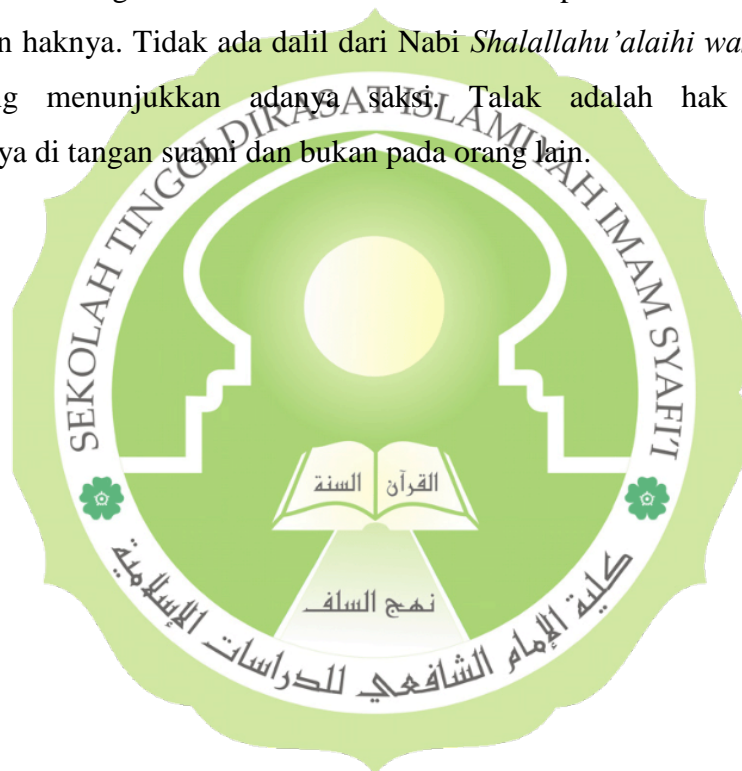 n haknya. Tidak ada dalil dari Nabi Shalallahu’alaihi wa
g menunjukkan adanya saksi. Talak adalah hak
ya di tangan suami dan bukan pada orang lain.
SEKOLAH TINGGI DIRASAT ISLAMIYAH IMAM SYAFI'I
القرآن السنة
نهج السلف
كلية الإمام الشافعي للدراسات الإسلامية